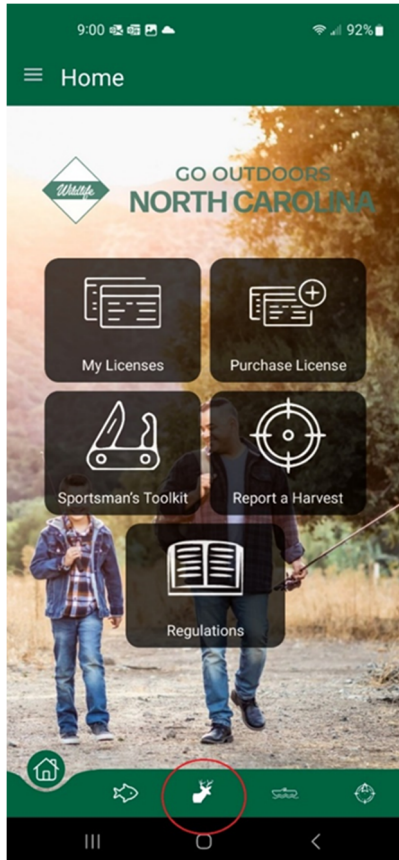 9:00
92%
Home
Wildlife
GO OUTDOORS
NORTH CAROLINA
My Licenses
Purchase License
Sportsman's Toolkit
Report a Harvest
Regulations